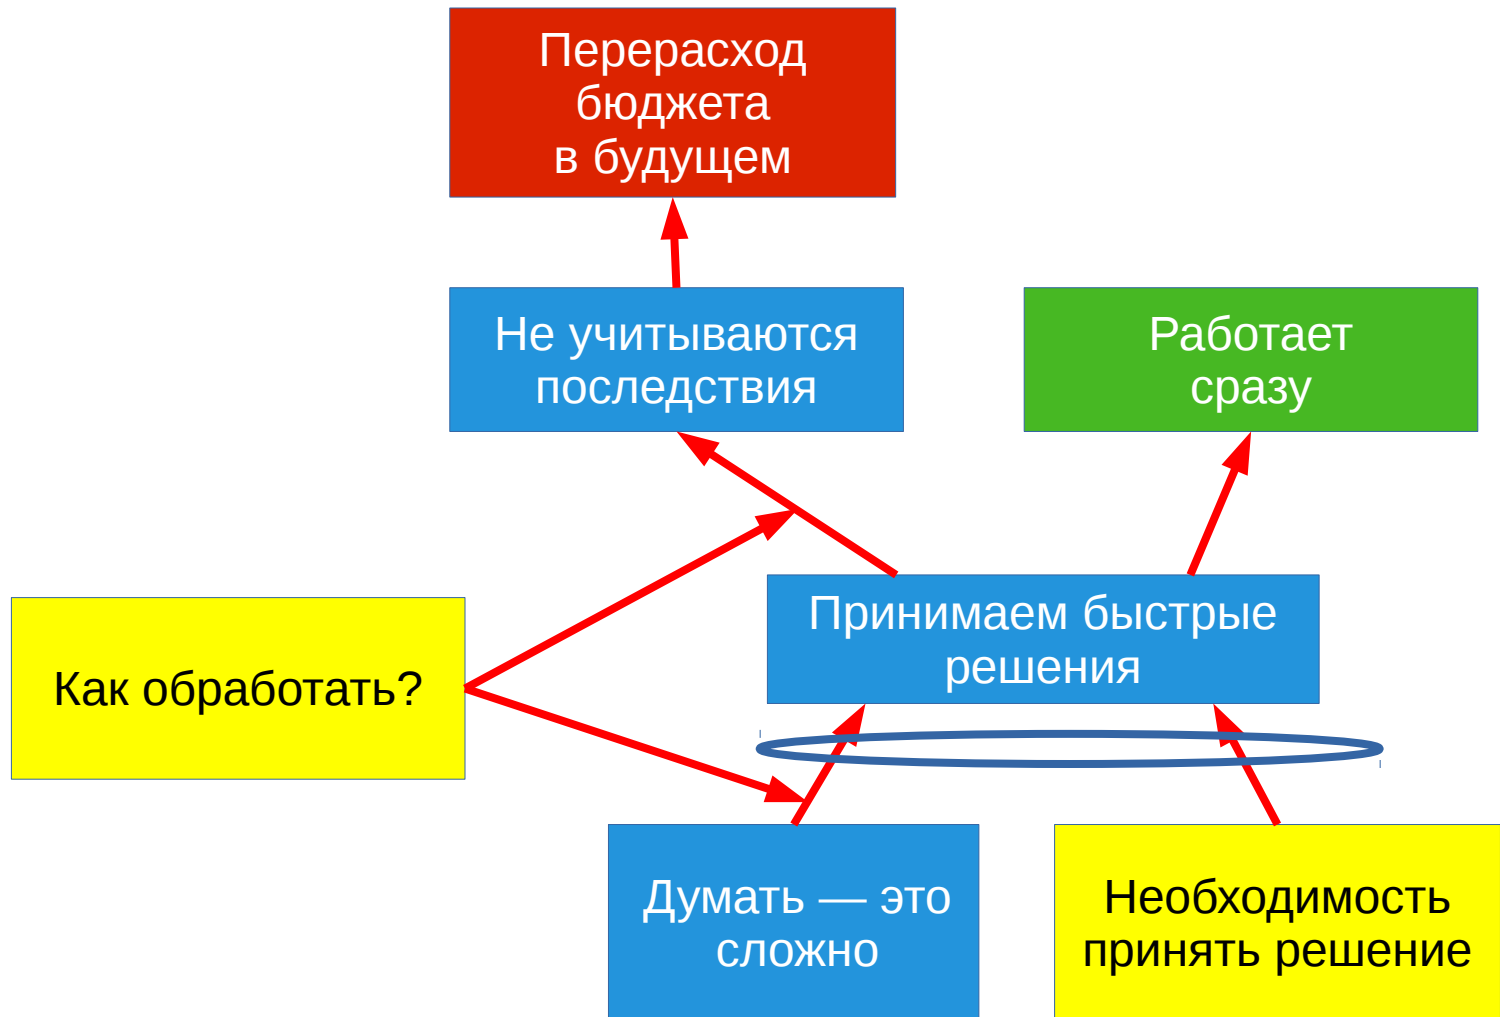 Перерасход
бюджета
в будущем
Не учитываются
последствия
Работает
сразу
Принимаем быстрые
решения
Как обработать?
Думать — это
сложно
Необходимость
принять решение